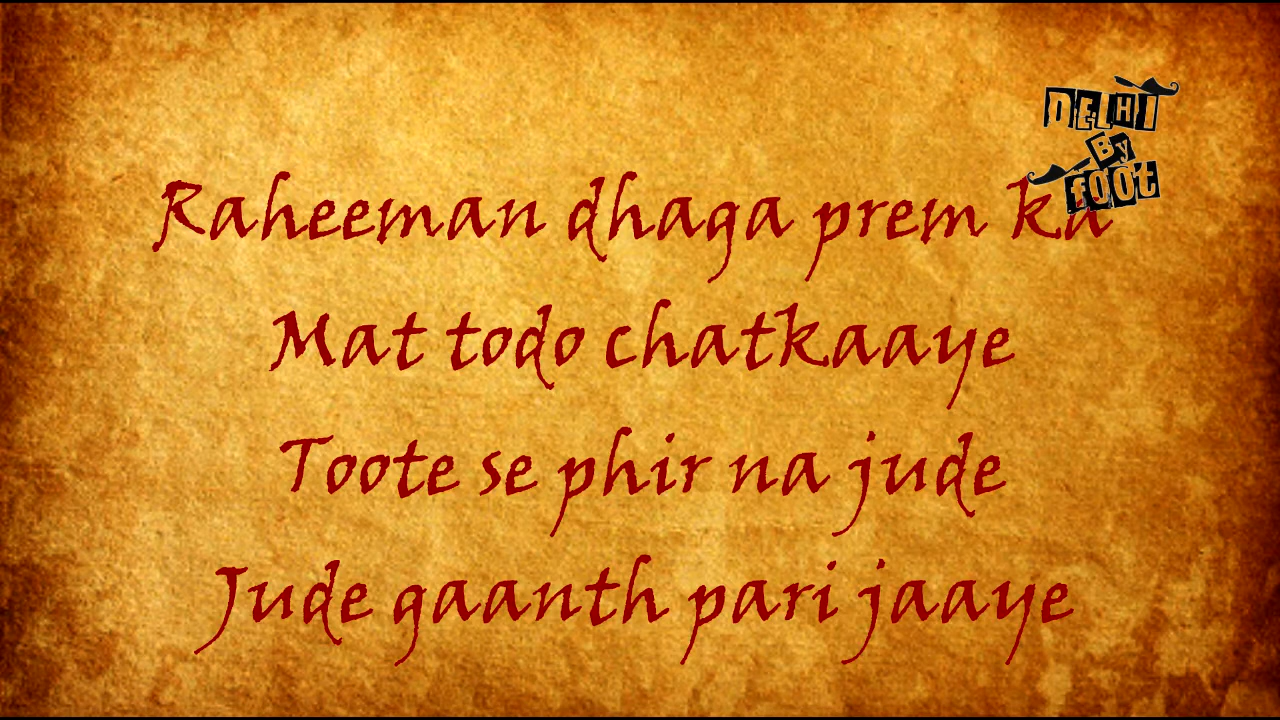 DELHI
By
fOOt
Raheeman dhaga prem ka
Mat todo chatkaaye
Toote se phir na jude
Jude gaanth pari jaaye